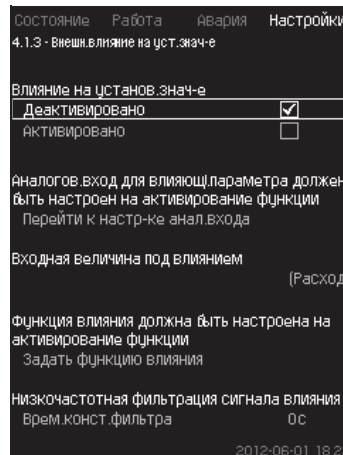 Состояние Работа Авария Настройки
4.1.3 - Внешн.влияние на уст.знач-е
Влияние на установ.знач-е
Деактивировано
Активировано
Аналогов.вход для влияющ.параметра должен
быть настроен на активирование функции
Перейти к настр-ке анал.входа
Входная величина под влиянием
(Расход
Функция влияния должна быть настроена на
активирование функции
Задать функцию влияния
Низкочастотная фильтрация сигнала влияния
Врем.конст.фильтра 0с
2012-06-01 18:2